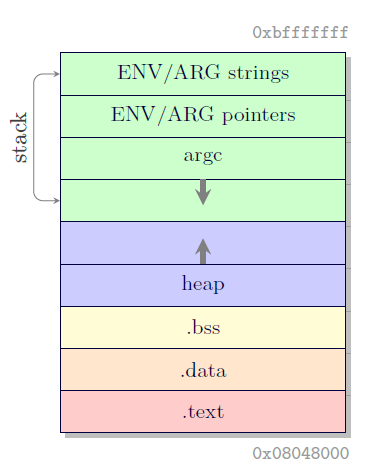 0xbfffffff
ENV/ARG strings
ENV/ARG pointers
argc
stack
heap
.bss
.data
.text
0x08048000